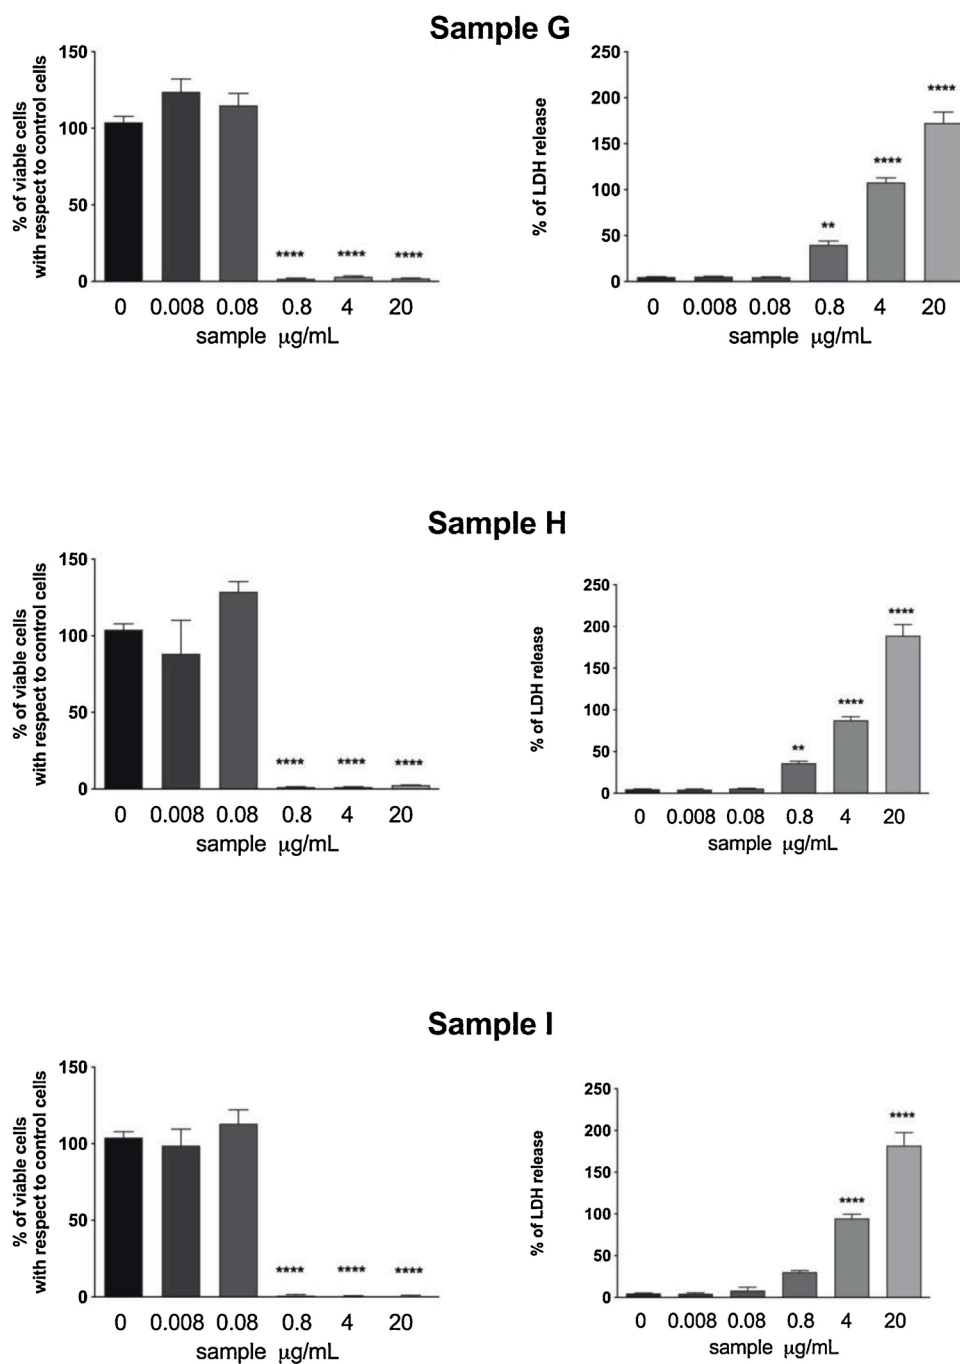 Sample G
% of viable cells
with respect to control cells
150
100
50
0
**** **** ****
0 0.008 0.08 0.8 4 20
sample µg/mL
% of LDH release
250
200
150
100
50
0
**
****
****
0 0.008 0.08 0.8 4 20
sample µg/mL
Sample H
% of viable cells
with respect to control cells
150
100
50
0
**** **** ****
0 0.008 0.08 0.8 4 20
sample µg/mL
% of LDH release
250
200
150
100
50
0
**
****
****
0 0.008 0.08 0.8 4 20
sample µg/mL
Sample I
% of viable cells
with respect to control cells
150
100
50
0
**** **** ****
0 0.008 0.08 0.8 4 20
sample µg/mL
% of LDH release
250
200
150
100
50
0
****
****
0 0.008 0.08 0.8 4 20
sample µg/mL